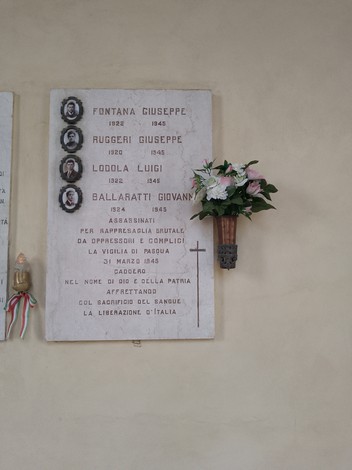 FONTANA GIUSEPPE
1922 1945
RUGGERI GIUSEPPE
1920 1945
LODOLA LUIGI
1922 1945
BALLARATTI GIOVANNI
1924 1945
ASSASSINATI
PER RAPPRESAGLIA BRUTALE
DA OPPRESSORI E COMPLICI
LA VIGILIA DI PASQUA
31 MARZO 1945
CADDERO
NEL NOME DI DIO E DELLA PATRIA
AFFRETTANDO
COL SACRIFICIO DEL SANGUE
LA LIBERAZIONE D'ITALIA